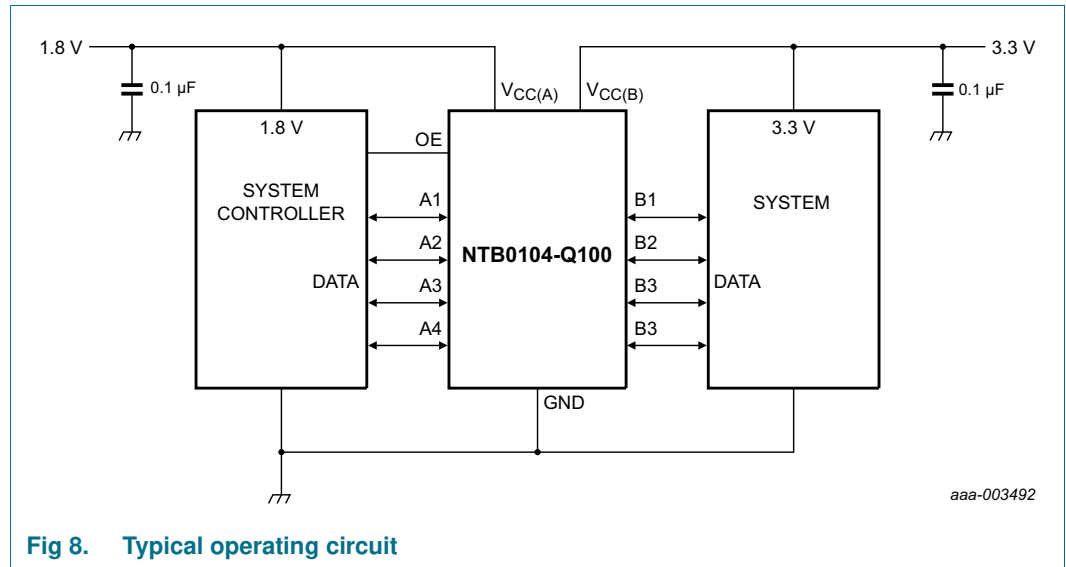 1.8 V
3.3 V
0.1 µF
VCC(A)
VCC(B)
0.1 µF
1.8 V
3.3 V
OE
SYSTEM
CONTROLLER
A1
B1
SYSTEM
A2
B2
NTB0104-Q100
DATA
A3
B3
DATA
A4
B3
GND
aaa-003492
Fig 8. Typical operating circuit